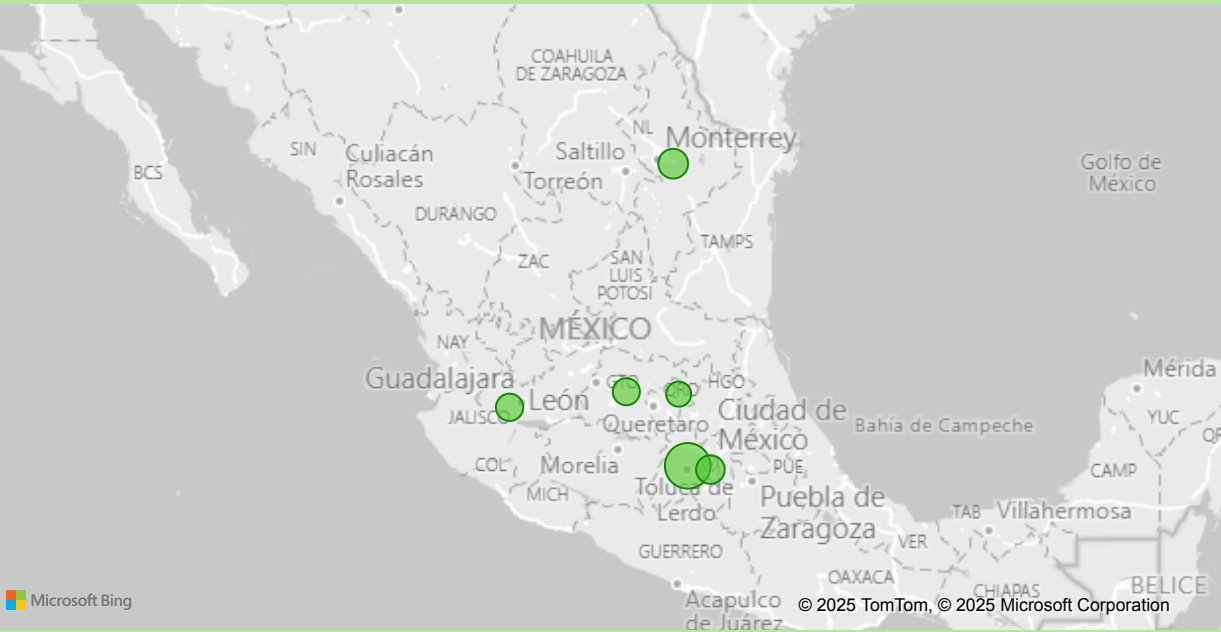 COAHUILA
DE ZARAGOZA
NL
Monterrey
SIN
Culiacán
Rosales
Saltillo
Torreón
BCS
Golfo de
México
DURANGO
TAMPS
ZAC
SAN
LUIS
POTOSÍ
MÉXICO
NAY
Guadalajara
GTO
QRO
HGO
Mérida
León
JALISCO
Ciudad de
México
Queretaro
Bahía de Campeche
YUC
QR
COL
Morelia
PUE
CAMP
MICH
Toluca de
Lerdo
Puebla de
Zaragoza
TAB
Villahermosa
VER
GUERRERO
OAXACA
CHIAPAS
BELICE
Acapulco
de Juárez
Microsoft Bing
© 2025 TomTom, © 2025 Microsoft Corporation